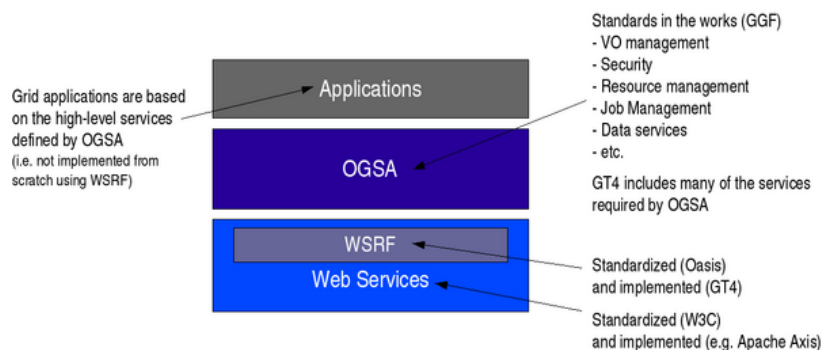 Standards in the works (GGF)
- VO management
- Security
- Resource management
- Job Management
- Data services
- etc.
GT4 includes many of the services
required by OGSA
Applications
Grid applications are based
on the high-level services
defined by OGSA
(i.e. not implemented from
scratch using WSRF)
OGSA
WSRF
Web Services
Standardized (Oasis)
and implemented (GT4)
Standardized (W3C)
and implemented (e.g. Apache Axis)